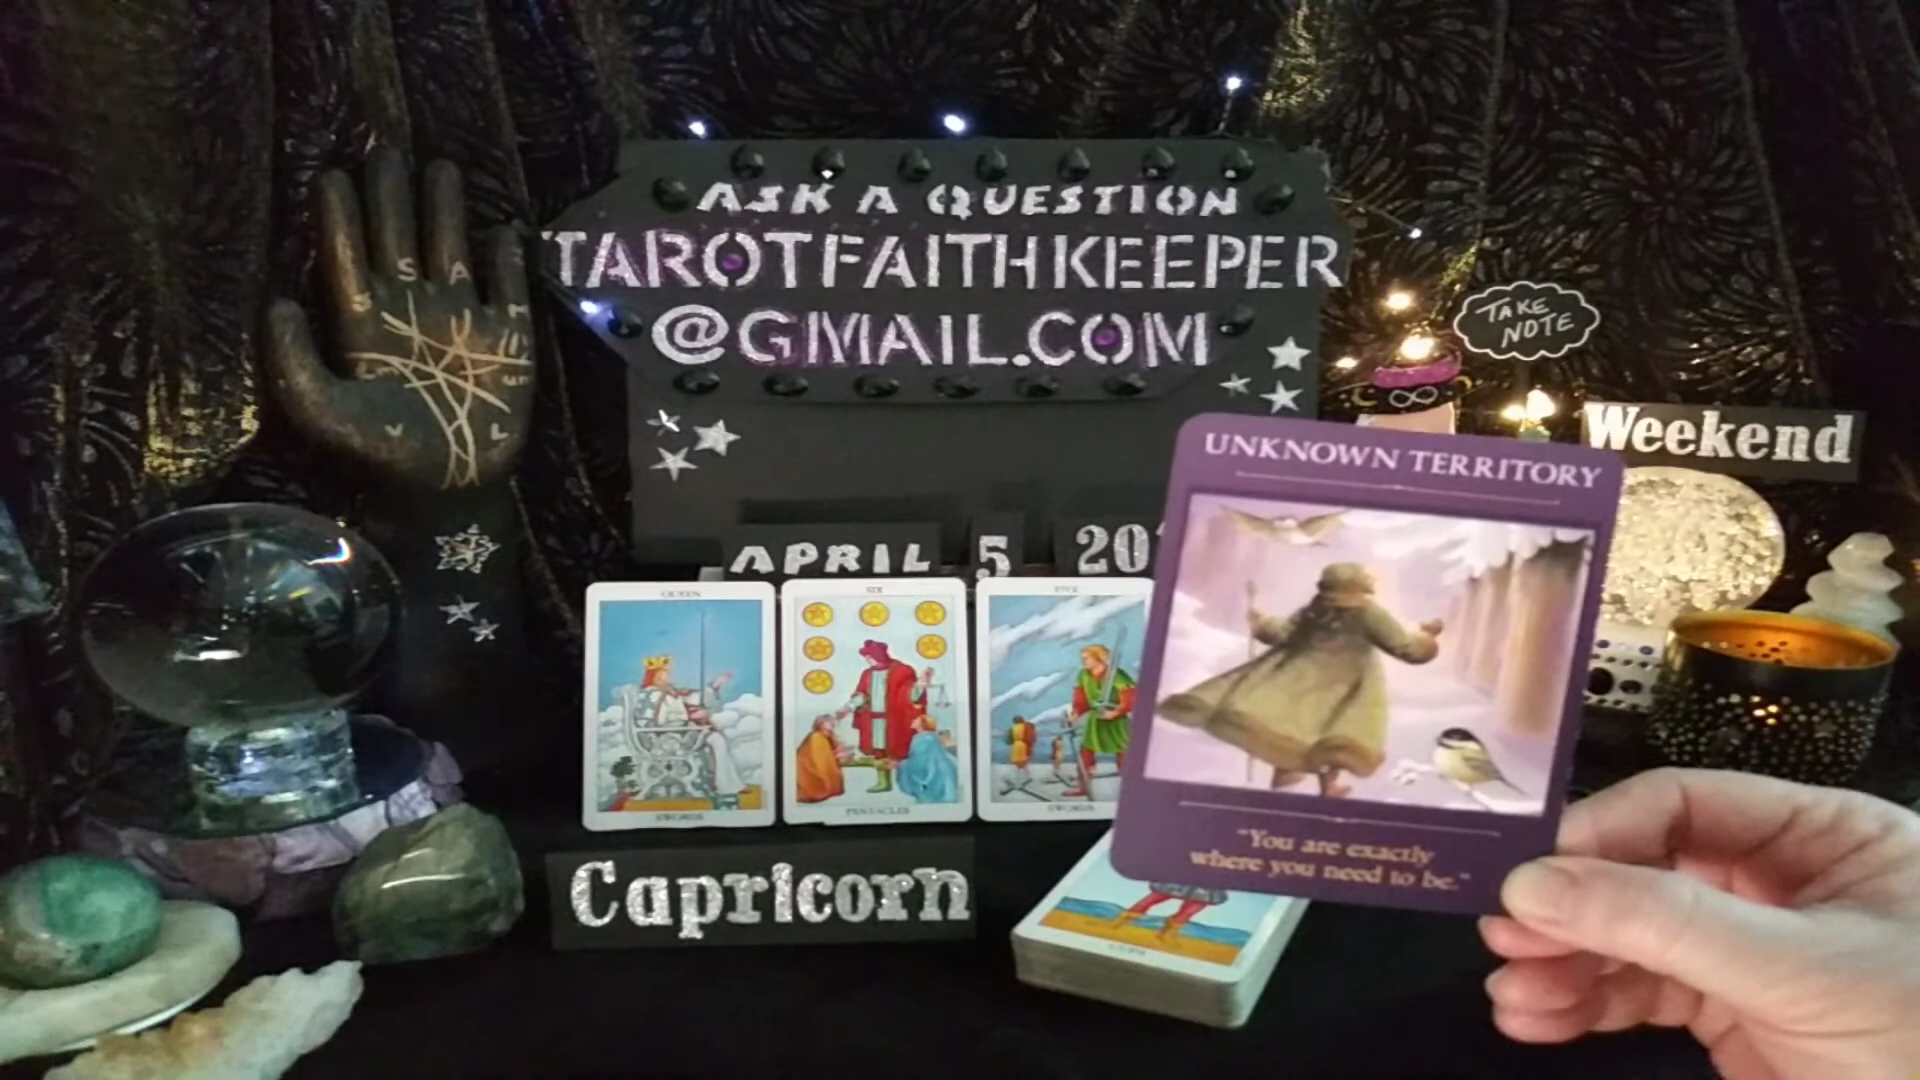 ASK A QUESTION
TAROTFAITHKEEPER
@GMAIL.COM
TAKE
NOTE
Weekend
UNKNOWN TERRITORY
APRIL 5 20
QUEEN
SIX
FIVE
S A
V L
SWORDS
PENTACLES
SWORDS
"You are exactly
where you need to be."
Capricorn